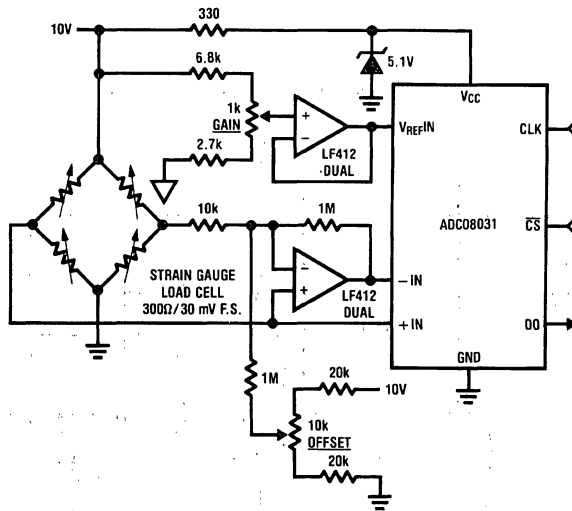 10V
330
5.1V
6.8k
1k
GAIN
2.7k
+
−
LF412
DUAL
VCC
VREFIN
CLK
ADC08031
CS
−IN
+IN
DO
GND
10k
1M
−
+
LF412
DUAL
STRAIN GAUGE
LOAD CELL
300Ω/30 mV F.S.
1M
20k
10V
10k
OFFSET
20k